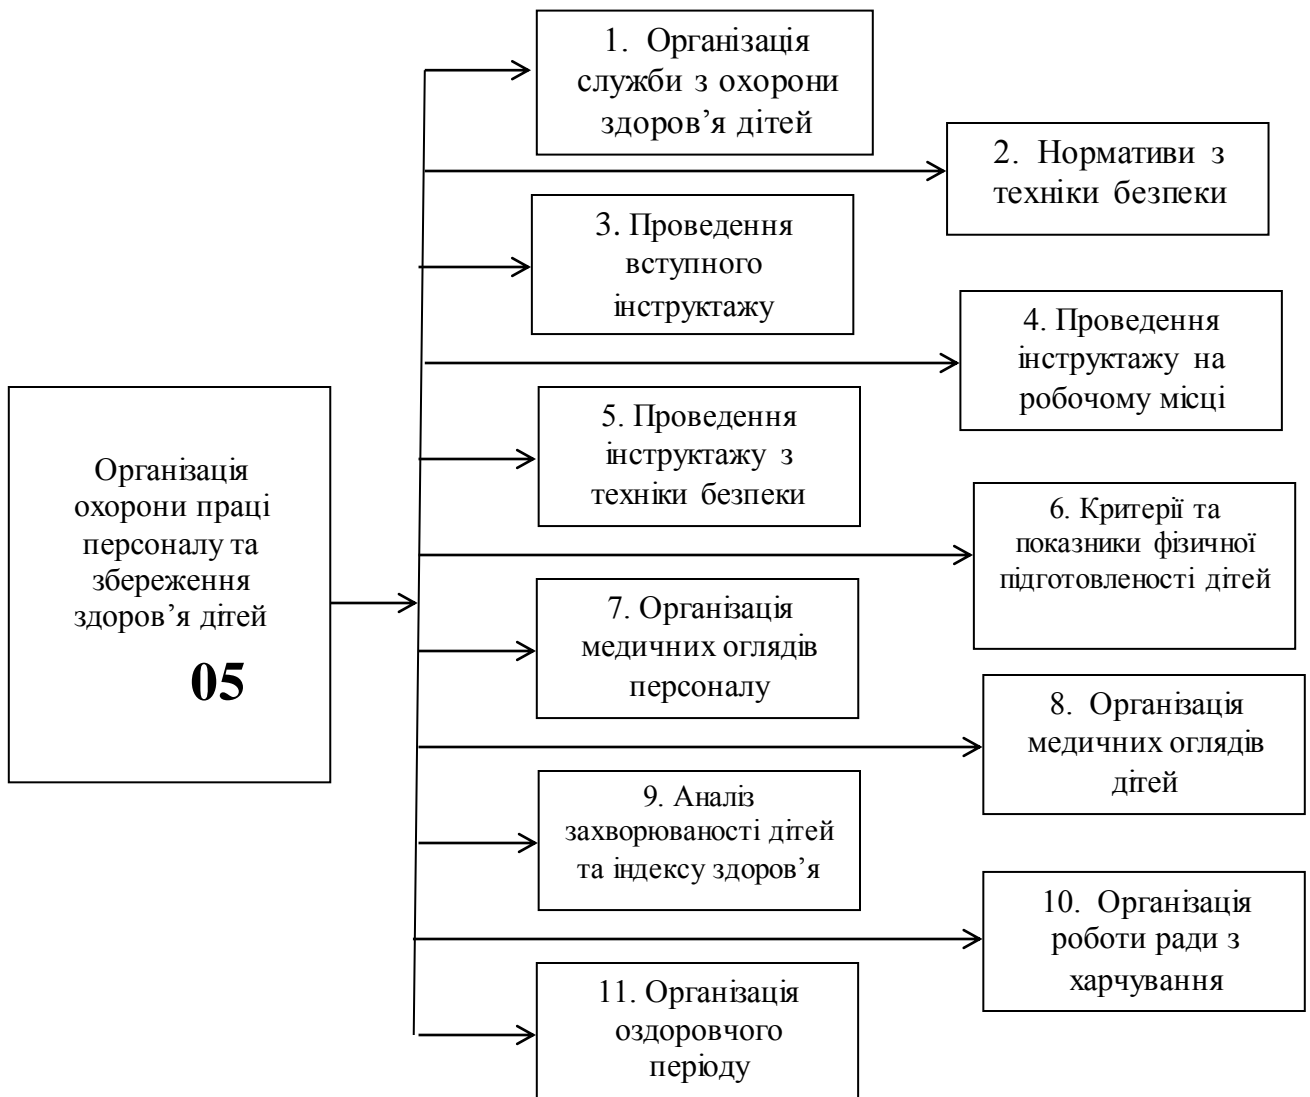 1. Організація
служби з охорони
здоров’я дітей
2. Нормативи з
техніки безпеки
3. Проведення
вступного
інструктажу
4. Проведення
інструктажу на
робочому місці
5. Проведення
інструктажу з
техніки безпеки
Організація
охорони праці
персоналу та
збереження
здоров’я дітей
05
6. Критерії та
показники фізичної
підготовленості дітей
7. Організація
медичних оглядів
персоналу
8. Організація
медичних оглядів
дітей
9. Аналіз
захворюваності дітей
та індексу здоров’я
10. Організація
роботи ради з
харчування
11. Організація
оздоровчого
періоду